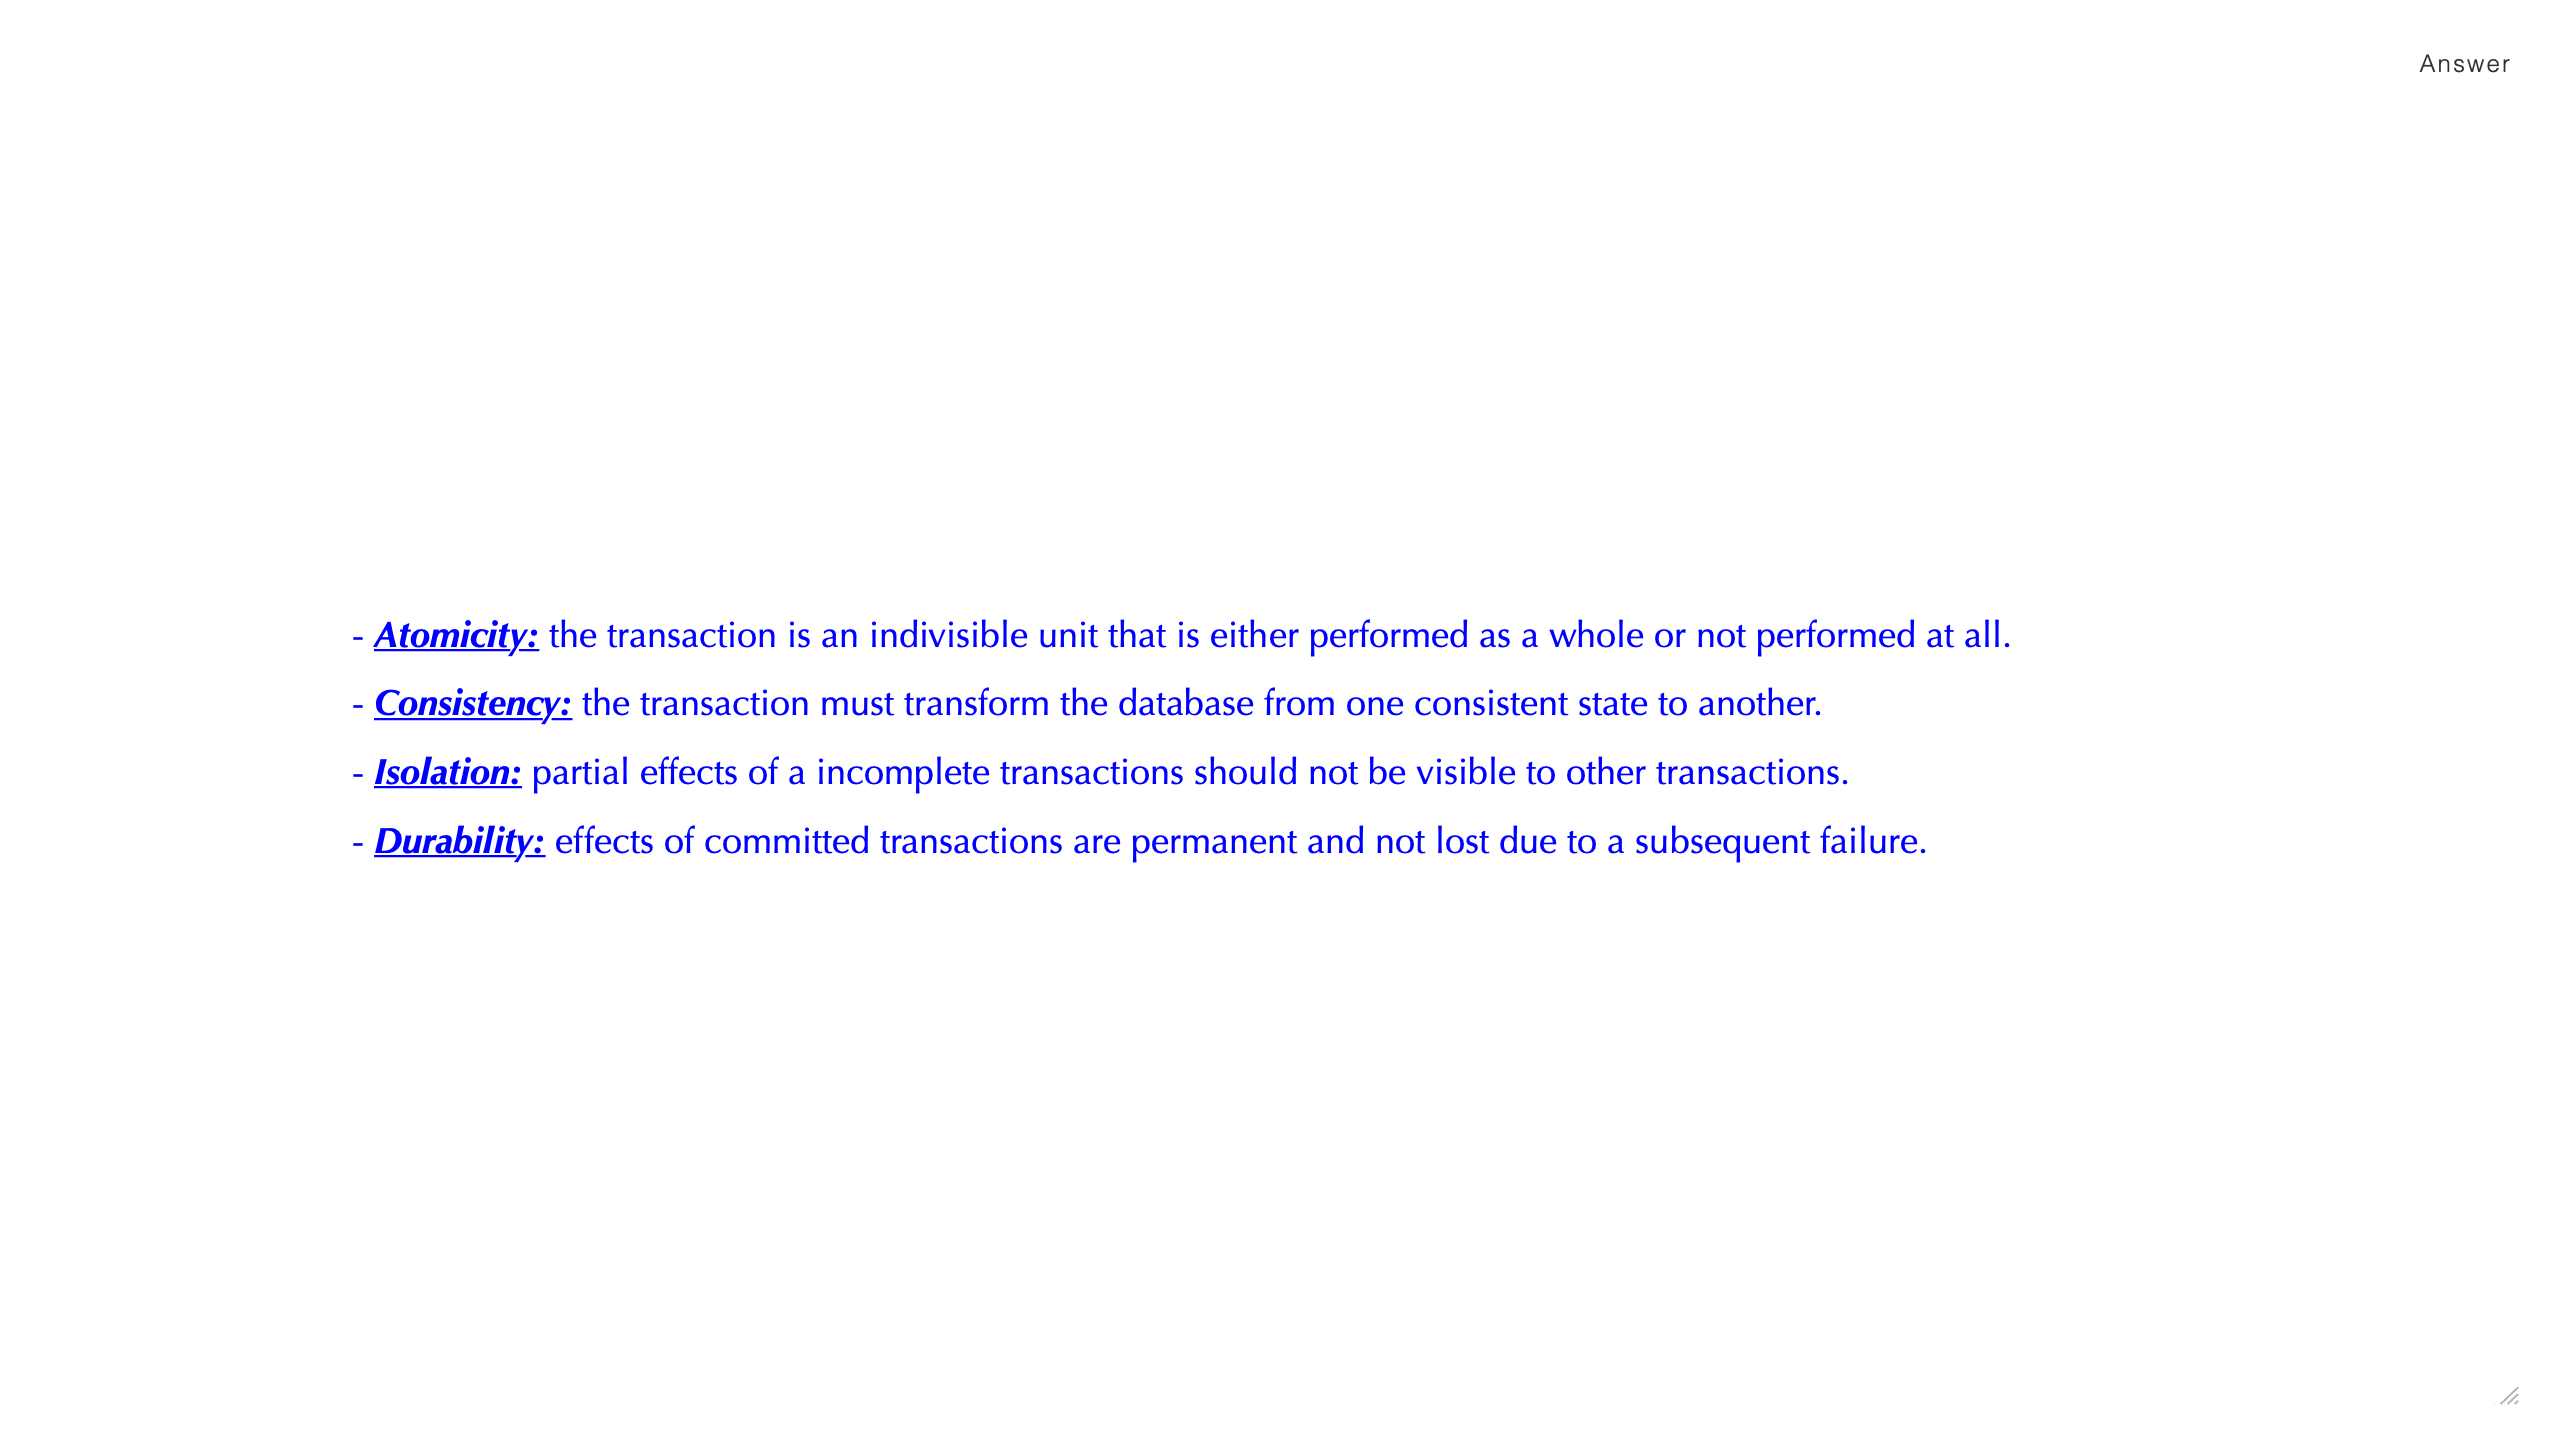 Answer
- Atomicity: the transaction is an indivisible unit that is either performed as a whole or not performed at all.
- Consistency: the transaction must transform the database from one consistent state to another.
- Isolation: partial effects of a incomplete transactions should not be visible to other transactions.
- Durability: effects of committed transactions are permanent and not lost due to a subsequent failure.